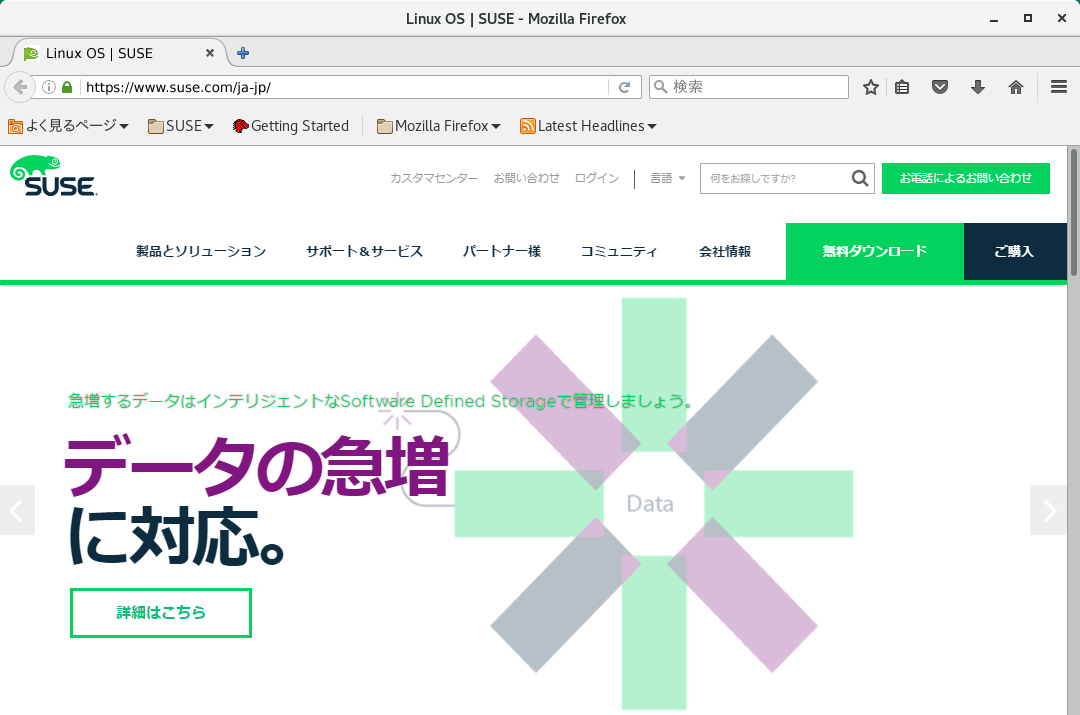 Linux OS | SUSE - Mozilla Firefox
Linux OS | SUSE
https://www.suse.com/ja-jp/
検索
よく見るページ
SUSE
Getting Started
Mozilla Firefox
Latest Headlines
SUSE
カスタマセンター
お問い合わせ
ログイン
言語
何をお探しですか?
お電話によるお問い合わせ
製品とソリューション
サポート＆サービス
パートナー様
コミュニティ
会社情報
無料ダウンロード
ご購入
急増するデータはインテリジェントなSoftware Defined Storageで管理しましょう。
データの急増
に対応。
Data
詳細はこちら